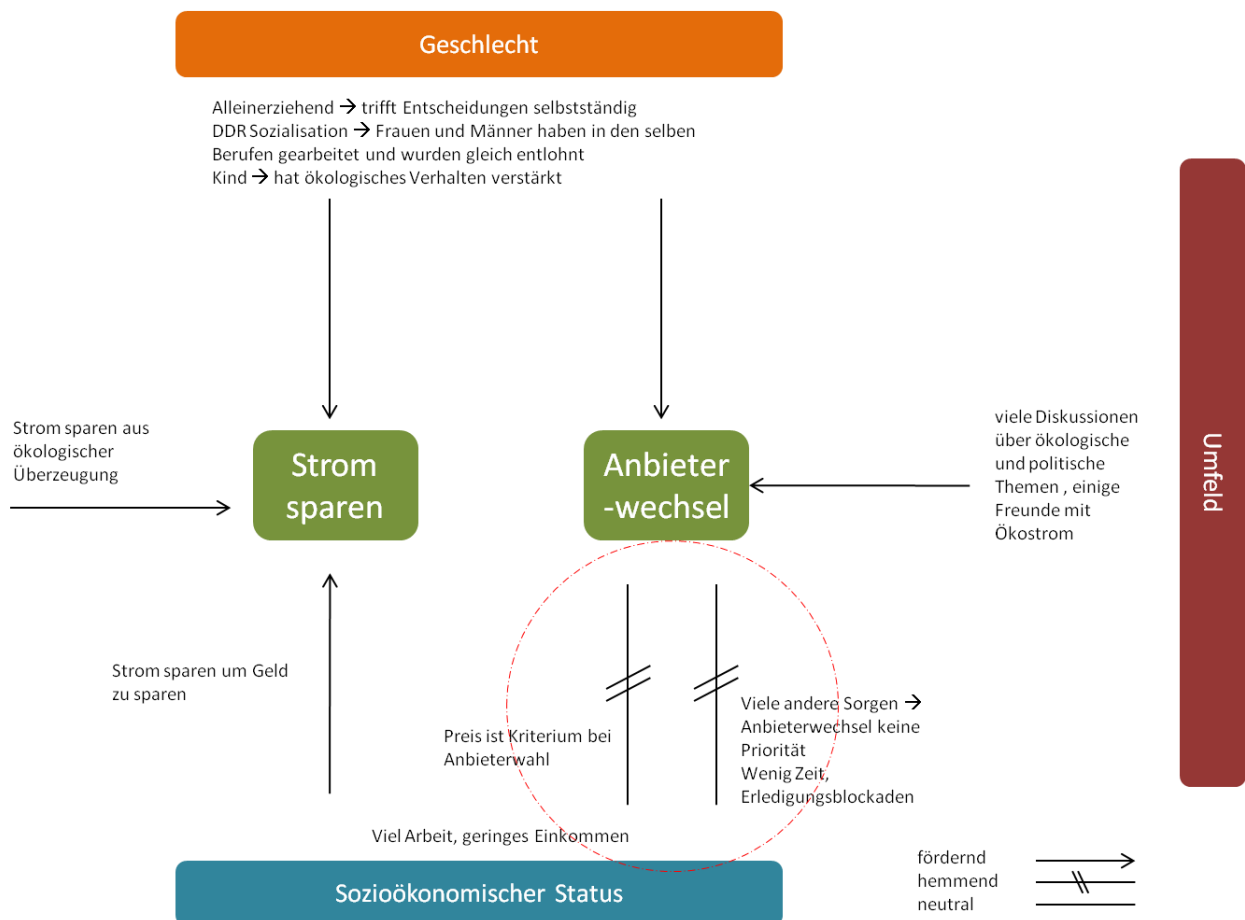 Geschlecht
Alleinerziehend → trifft Entscheidungen selbstständig
DDR Sozialisation → Frauen und Männer haben in den selben
Berufen gearbeitet und wurden gleich entlohnt
Kind → hat ökologisches Verhalten verstärkt
Strom sparen aus
ökologischer
Überzeugung
Strom
sparen
Anbieter
-wechsel
viele Diskussionen
über ökologische
und politische
Themen , einige
Freunde mit
Ökostrom
Umfeld
Strom sparen um Geld
zu sparen
Preis ist Kriterium bei
Anbieterwahl
Viele andere Sorgen →
Anbieterwechsel keine
Priorität
Wenig Zeit,
Erledigungsblockaden
Viel Arbeit, geringes Einkommen
Sozioökonomischer Status
fördernd
hemmend
neutral